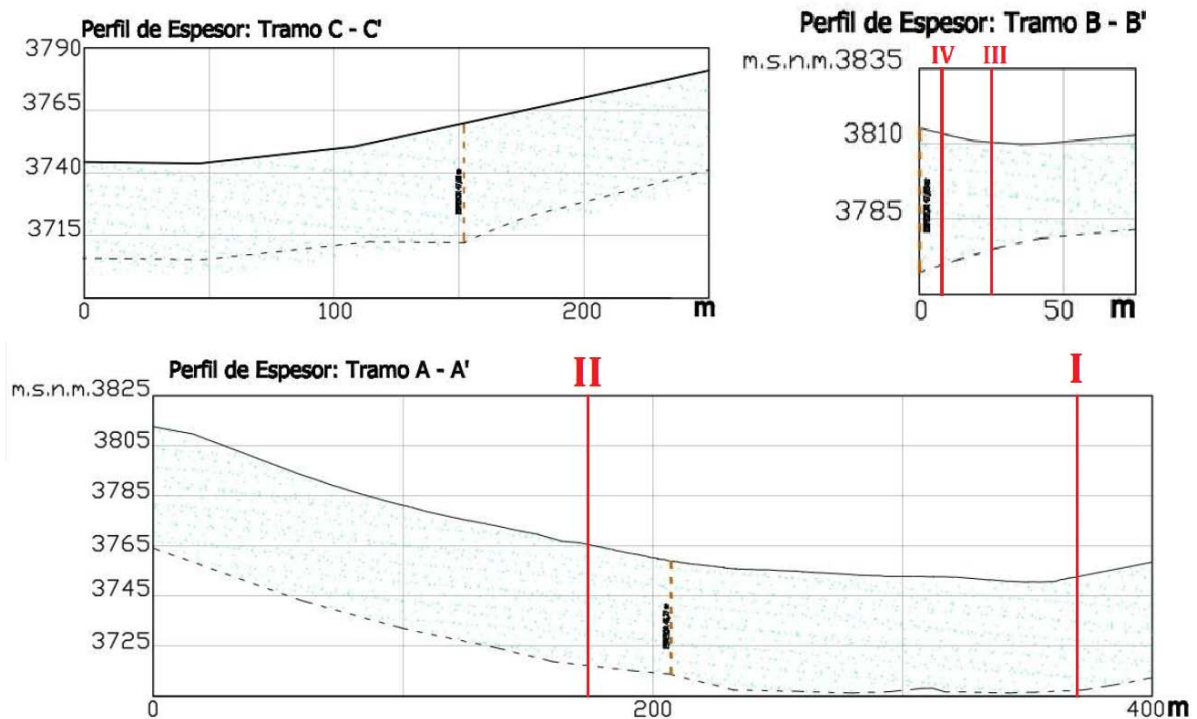 Perfil de Espesor: Tramo C - C'
3790
3765
3740
3715
0
100
200
m
Perfil de Espesor: Tramo B - B'
m.s.n.m.3835
IV
III
3810
3785
0
50
m
Perfil de Espesor: Tramo A - A'
II
I
m.s.n.m.3825
3805
3785
3765
3745
3725
0
200
400m